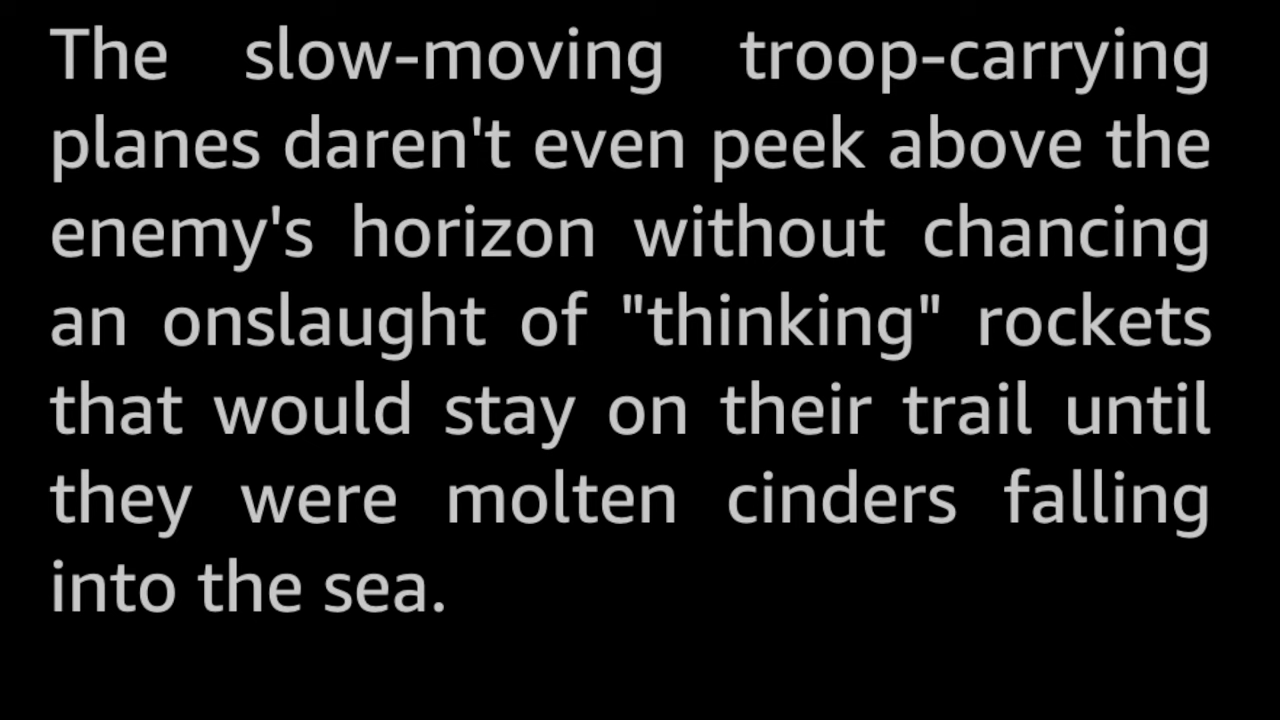 The slow-moving troop-carrying
planes daren't even peek above the
enemy's horizon without chancing
an onslaught of "thinking" rockets
that would stay on their trail until
they were molten cinders falling
into the sea.